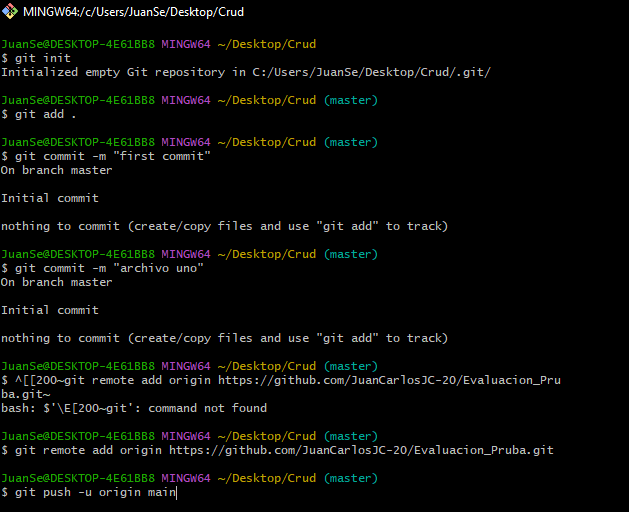 MINGW64:/c/Users/JuanSe/Desktop/Crud
JuanSe@DESKTOP-4E61BB8 MINGW64 ~/Desktop/Crud
$ git init
Initialized empty Git repository in C:/Users/JuanSe/Desktop/Crud/.git/
JuanSe@DESKTOP-4E61BB8 MINGW64 ~/Desktop/Crud (master)
$ git add .
JuanSe@DESKTOP-4E61BB8 MINGW64 ~/Desktop/Crud (master)
$ git commit -m "first commit"
On branch master
Initial commit
nothing to commit (create/copy files and use "git add" to track)
JuanSe@DESKTOP-4E61BB8 MINGW64 ~/Desktop/Crud (master)
$ git commit -m "archivo uno"
On branch master
Initial commit
nothing to commit (create/copy files and use "git add" to track)
JuanSe@DESKTOP-4E61BB8 MINGW64 ~/Desktop/Crud (master)
$ ^[[200~git remote add origin https://github.com/JuanCarlosJC-20/Evaluacion_Pru
ba.git~
bash: $'\E[200~git': command not found
JuanSe@DESKTOP-4E61BB8 MINGW64 ~/Desktop/Crud (master)
$ git remote add origin https://github.com/JuanCarlosJC-20/Evaluacion_Pruba.git
JuanSe@DESKTOP-4E61BB8 MINGW64 ~/Desktop/Crud (master)
$ git push -u origin main